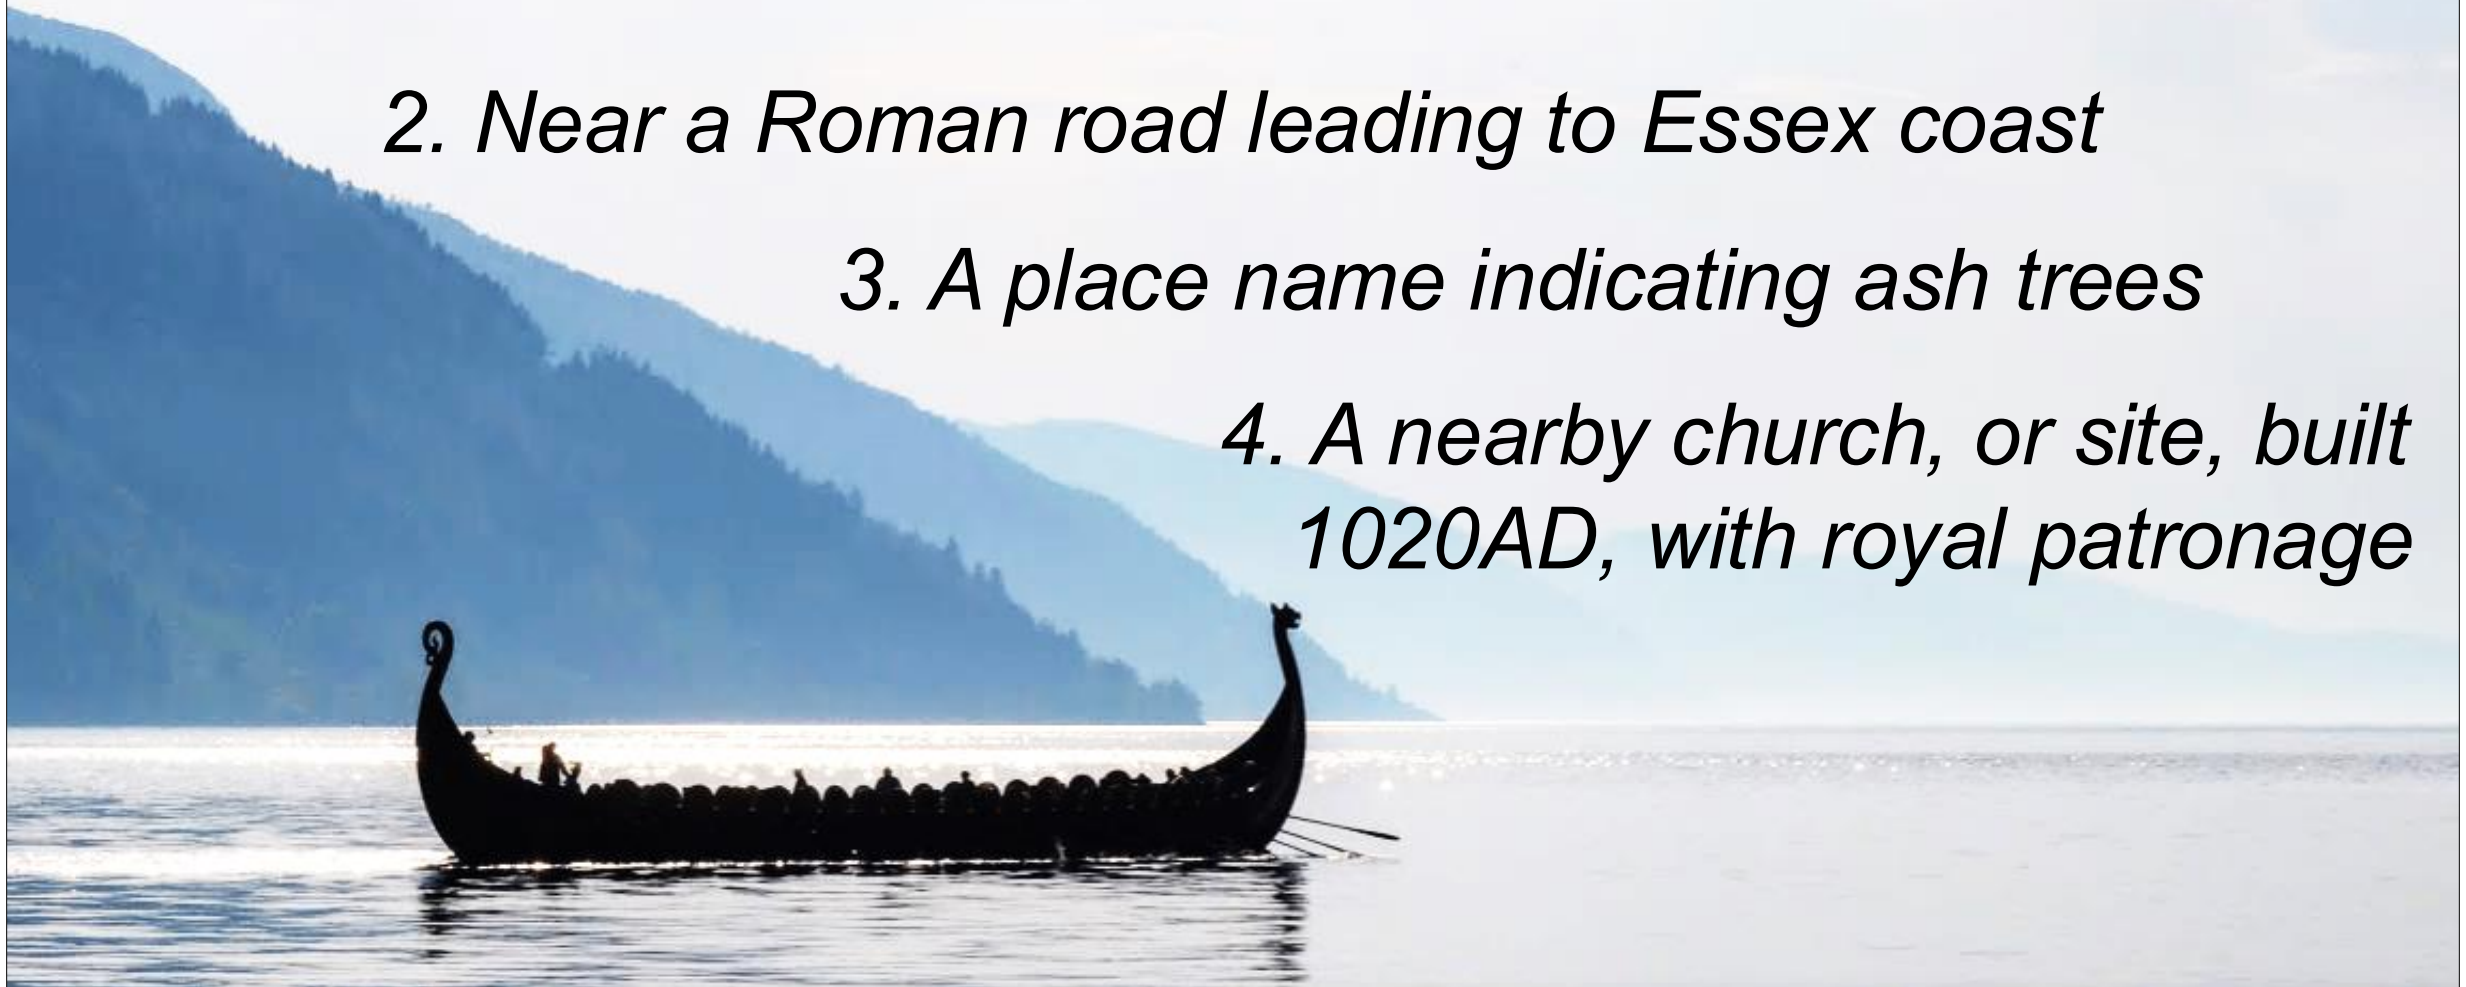 2. Near a Roman road leading to Essex coast
3. A place name indicating ash trees
4. A nearby church, or site, built
1020AD, with royal patronage